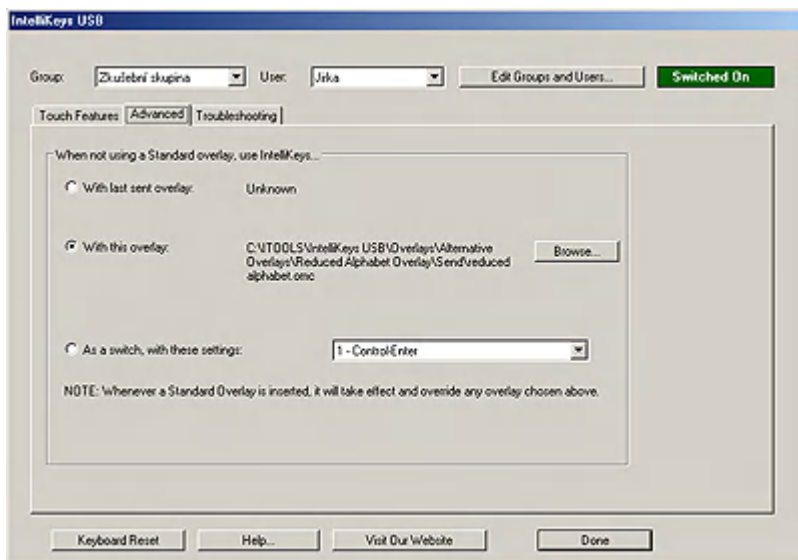 IntelliKeys USB
Group: Zkušební skupina User: Jirka Edit Groups and Users... Switched On
Touch Features Advanced Troubleshooting
When not using a Standard overlay, use IntelliKeys...
With last sent overlay: Unknown
With this overlay: C:\ITOOLS\IntelliKeys USB\Overlays\Alternative
Overlays\Reduced Alphabet Overlay\Send\reduced
alphabet.omc
Browse...
As a switch, with these settings: 1 - Control-Enter
NOTE: Whenever a Standard Overlay is inserted, it will take effect and override any overlay chosen above.
Keyboard Reset Help... Visit Our Website Done